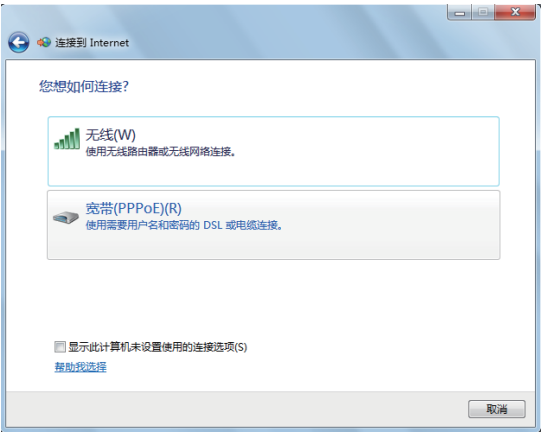 连接到 Internet
您想如何连接?
无线(W)
使用无线路由器或无线网络连接。
宽带(PPPoE)(R)
使用需要用户名和密码的 DSL 或电缆连接。
显示此计算机未设置使用的连接选项(S)
帮助我选择
取消